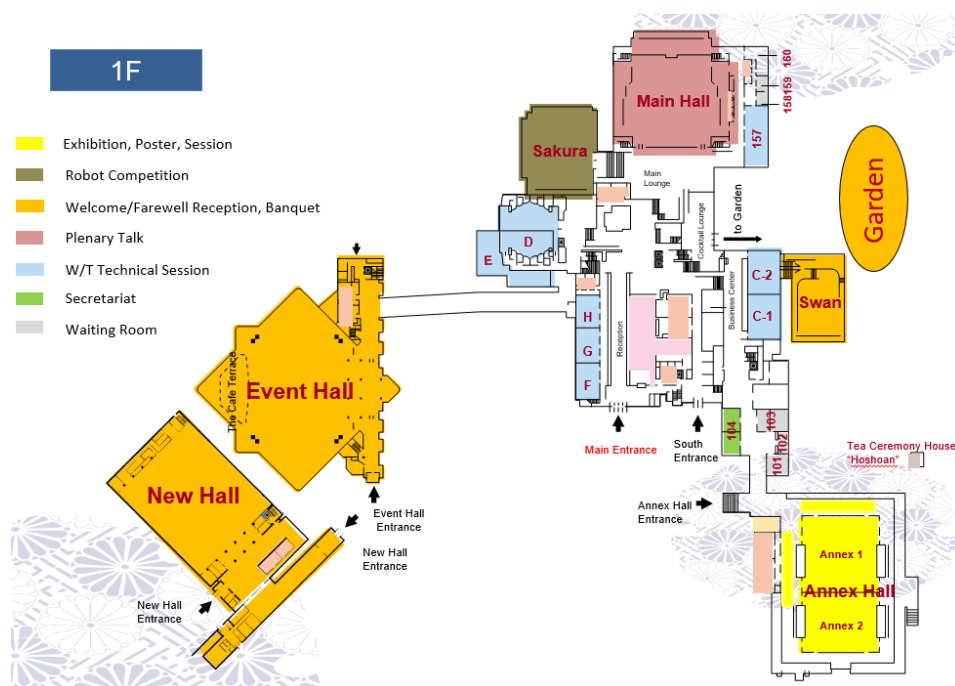 1F
Exhibition, Poster, Session
Robot Competition
Welcome/Farewell Reception, Banquet
Plenary Talk
W/T Technical Session
Secretariat
Waiting Room
Main Hall
160
159
158
157
Sakura
Main
Lounge
Garden
to Garden
Cocktail Lounge
D
E
C-2
C-1
Swan
Business Center
H
G
F
Reception
Main Entrance
South
Entrance
104
103
102
101
Tea Ceremony House
"Hoshoan"
The Cafe Terrace
Event Hall
New Hall
Event Hall
Entrance
New Hall
Entrance
New Hall
Entrance
Annex Hall
Entrance
Annex 1
Annex Hall
Annex 2